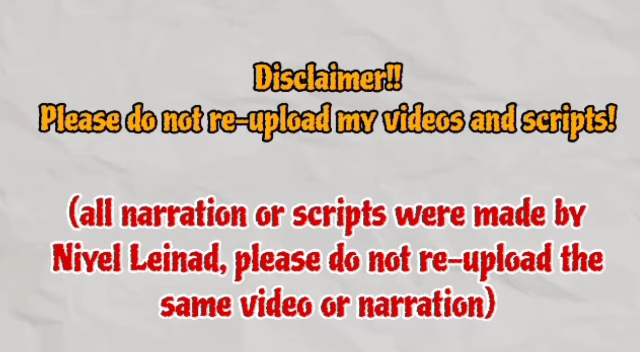 Disclaimer!!
Please do not re-upload my videos and scripts!
(all narration or scripts were made by
Nivel Leinad, please do not re-upload the
same video or narration)